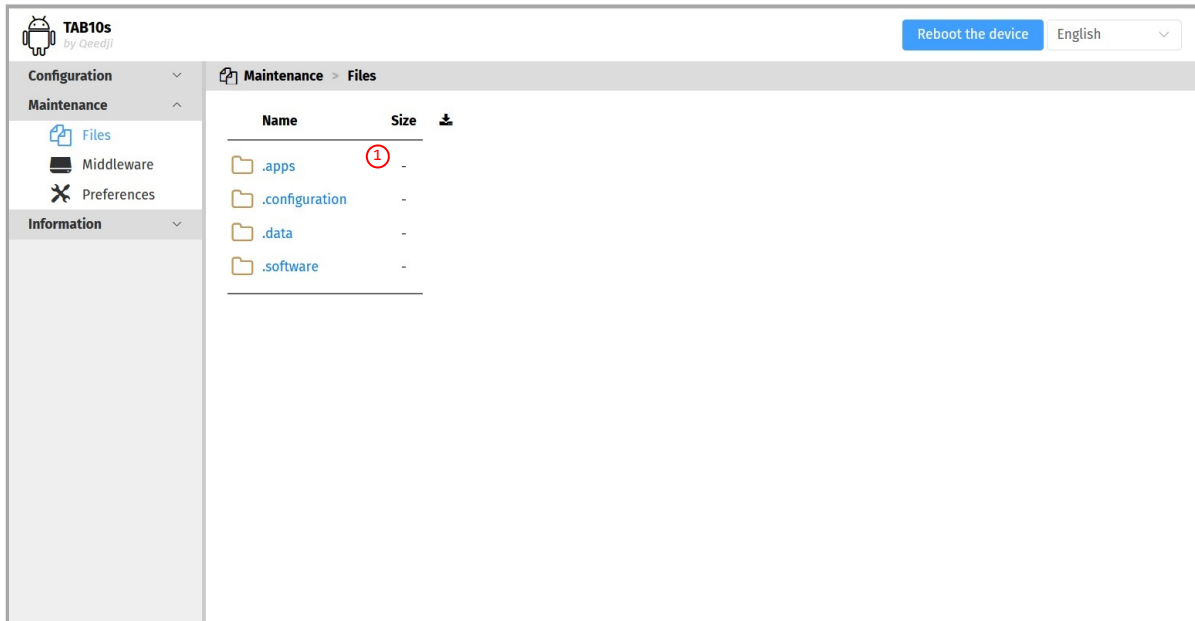 TAB10s
by Qeedji
Reboot the device
English
Configuration
Maintenance
Files
Middleware
Preferences
Information
Maintenance > Files
Name Size
.apps -
1
.configuration -
.data -
.software -